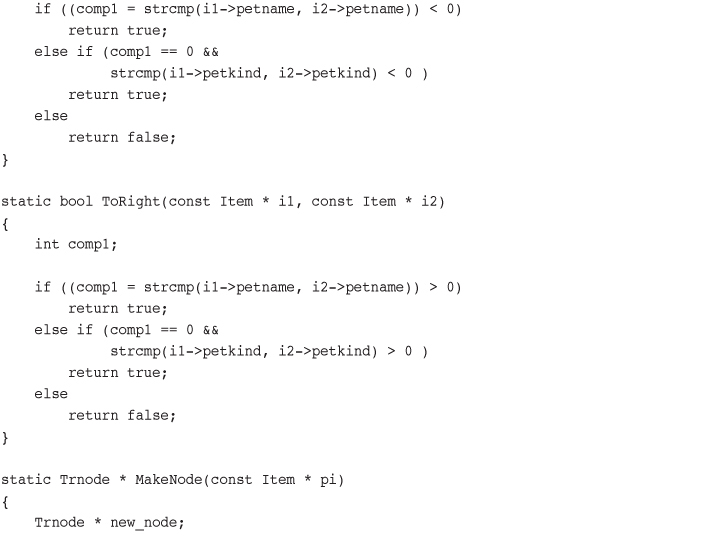 if ((comp1 = strcmp(i1->petname, i2->petname)) < 0)
        return true;
    else if (comp1 == 0 &&
             strcmp(i1->petkind, i2->petkind) < 0 )
        return true;
    else
        return false;
}

static bool ToRight(const Item * i1, const Item * i2)
{
    int comp1;

    if ((comp1 = strcmp(i1->petname, i2->petname)) > 0)
        return true;
    else if (comp1 == 0 &&
             strcmp(i1->petkind, i2->petkind) > 0 )
        return true;
    else
        return false;
}

static Trnode * MakeNode(const Item * pi)
{
    Trnode * new_node;